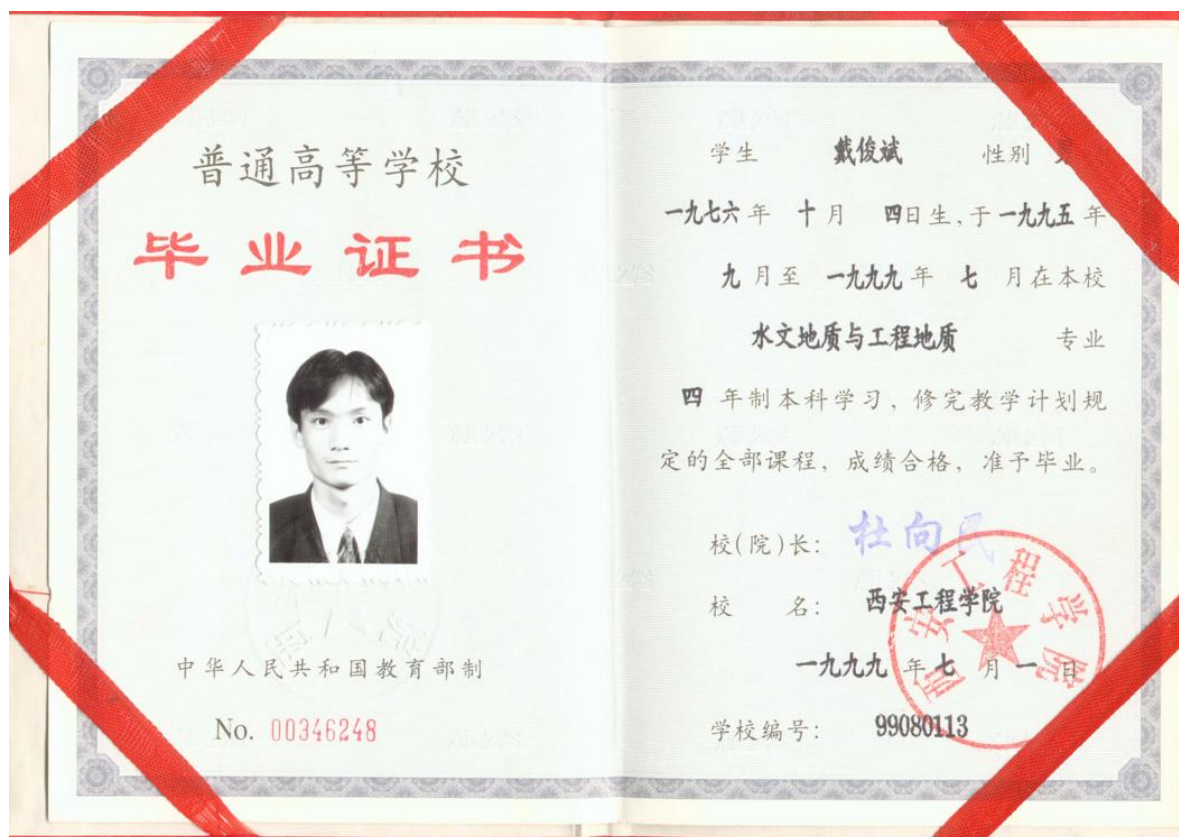 普通高等学校
毕业证书
中华人民共和国教育部制
No. 00346248
学生 戴俊斌 性别
一九七六年 十月 四日生,于一九九五年
九月至 一九九九年 七 月在本校
水文地质与工程地质 专业
四 年制本科学习, 修完教学计划规
定的全部课程, 成绩合格, 准予毕业。
校(院)长: 杜向民
校 名: 西安工程学院
一九九九 年 七 月 一 日
学校编号: 99080113
西安工程学院